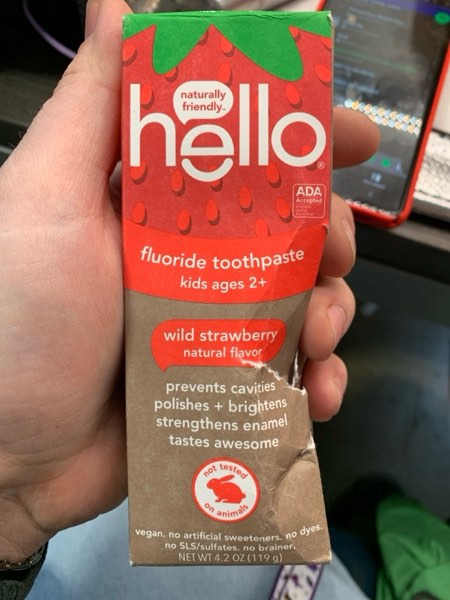 naturally
friendly™
hello®
ADA
Accepted
fluoride toothpaste
kids ages 2+
wild strawberry
natural flavor
prevents cavities
polishes + brightens
strengthens enamel
tastes awesome
not tested
on animals
vegan. no artificial sweeteners. no dyes.
no SLS/sulfates. no brainer.
NET WT 4.2 OZ (119 g)